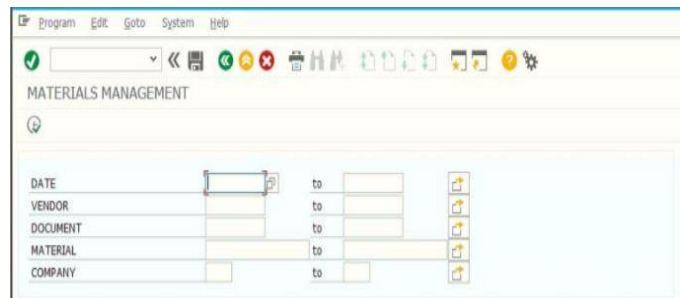 Program Edit Goto System Help
MATERIALS MANAGEMENT
DATE to
VENDOR to
DOCUMENT to
MATERIAL to
COMPANY to